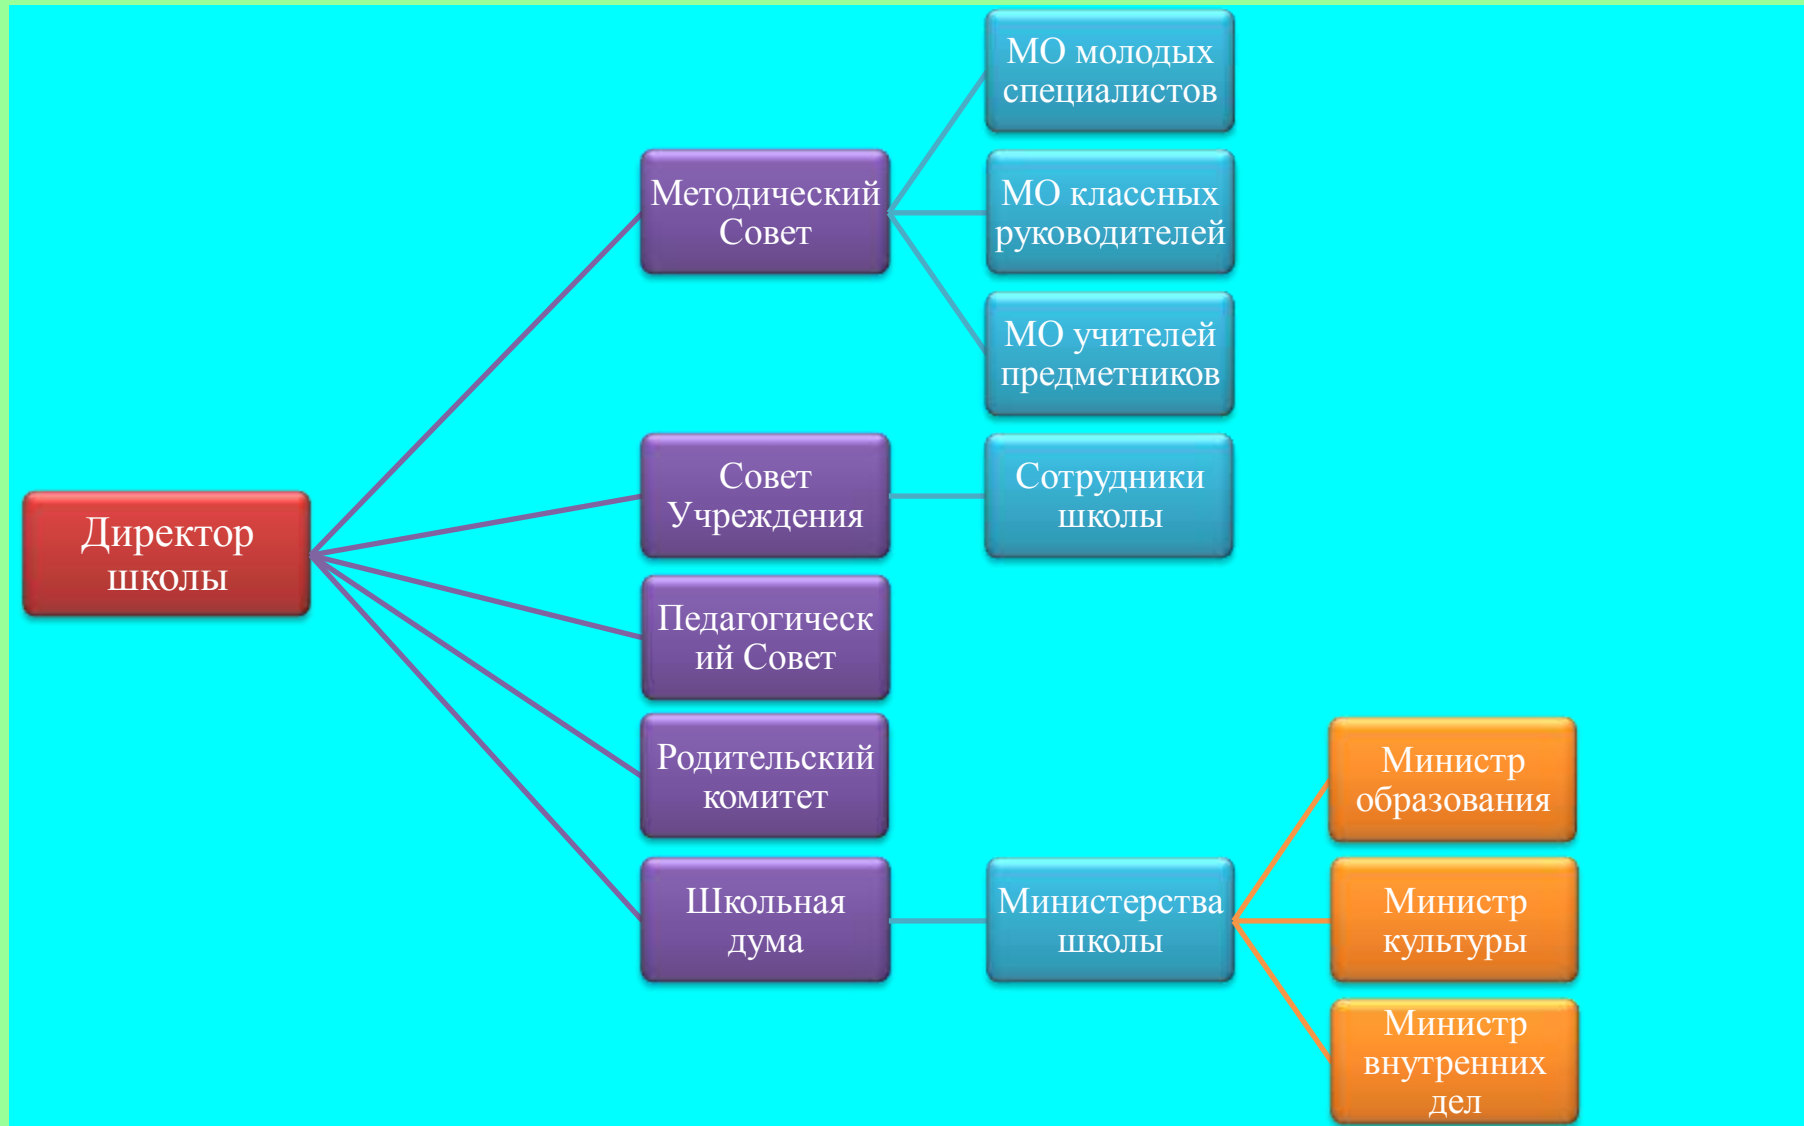 Директор
школы
Методический
Совет
МО молодых
специалистов
МО классных
руководителей
МО учителей
предметников
Совет
Учреждения
Сотрудники
школы
Педагогическ
ий Совет
Родительский
комитет
Школьная
дума
Министерства
школы
Министр
образования
Министр
культуры
Министр
внутренних
дел